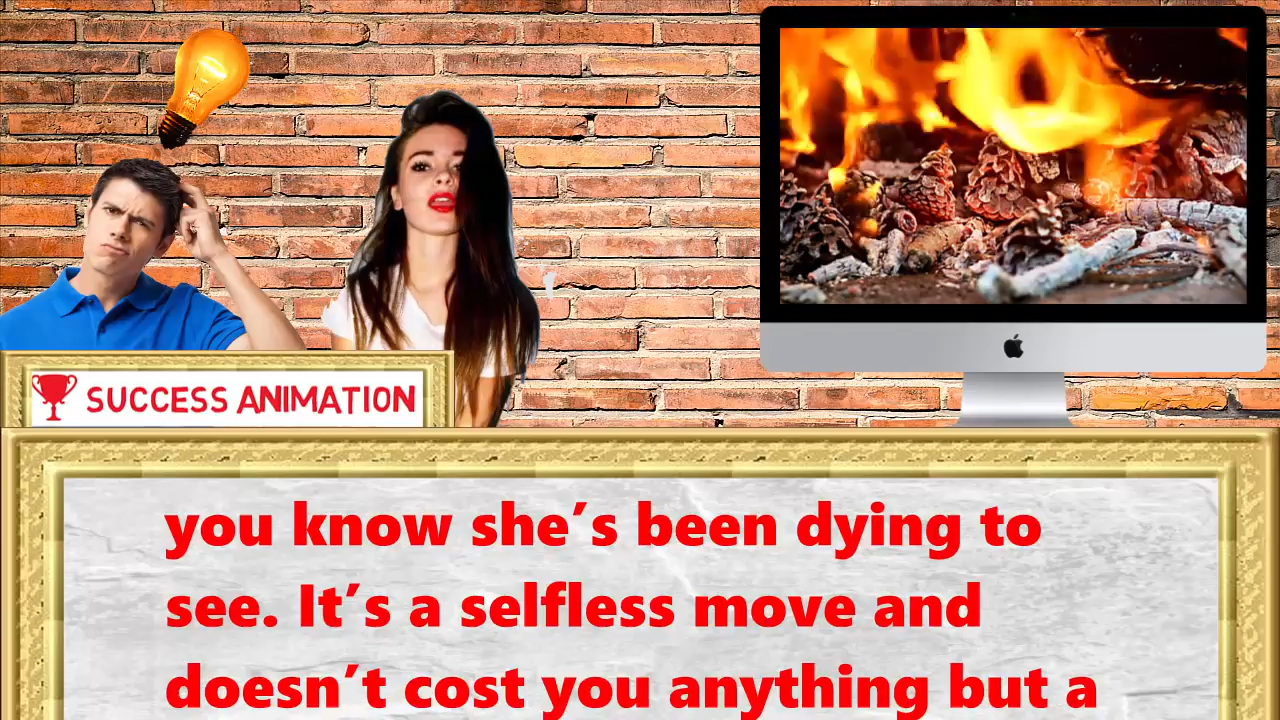 SUCCESS ANIMATION
you know she's been dying to
see. It's a selfless move and
doesn't cost you anything but a